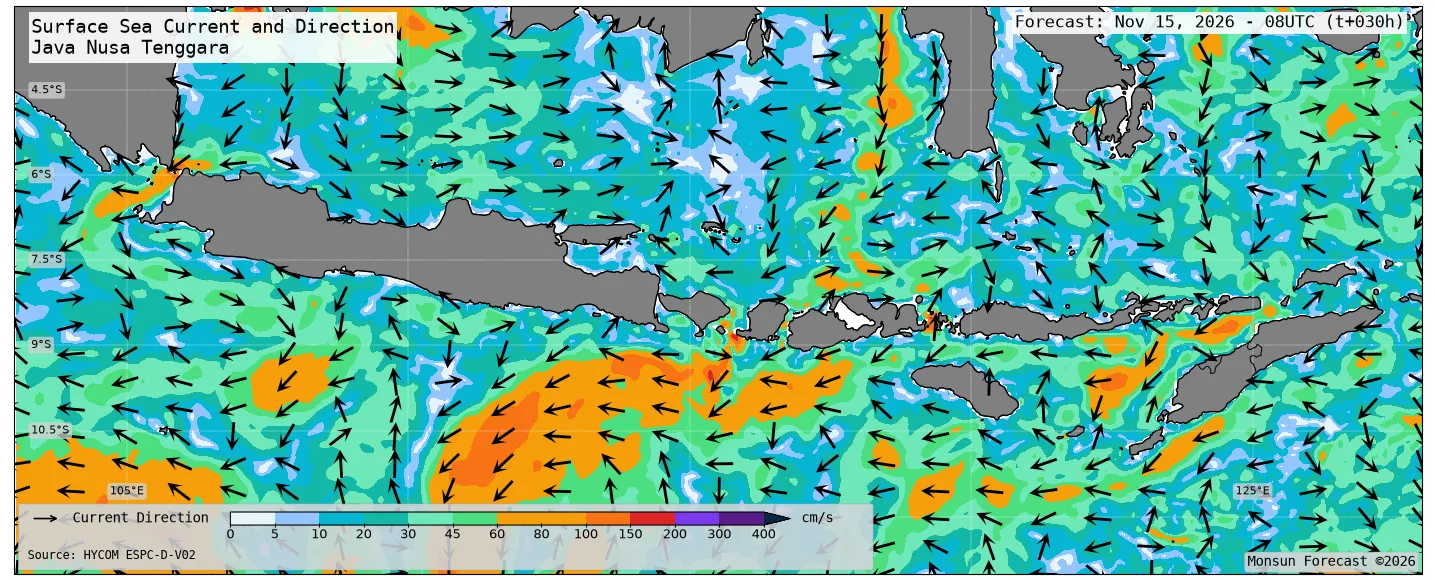 Surface Sea Current and Direction
Java Nusa Tenggara
Forecast: Nov 15, 2026 - 08UTC (t+030h)
4.5°S
6°S
7.5°S
9°S
10.5°S
105°E
125°E
Current Direction
0 5 10 20 30 45 60 80 100 150 200 300 400 cm/s
Source: HYCOM ESPC-D-V02
Monsun Forecast ©2026